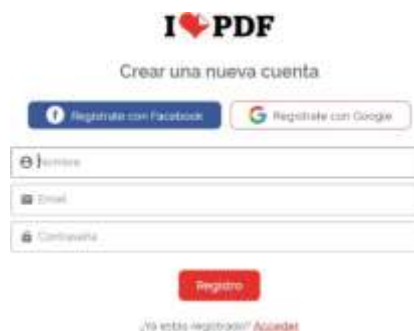 I PDF
Crear una nueva cuenta
Regístrate con Facebook
Regístrate con Google
Nombre
Email
Contraseña
Registro
¿Ya estás registrado? Acceder